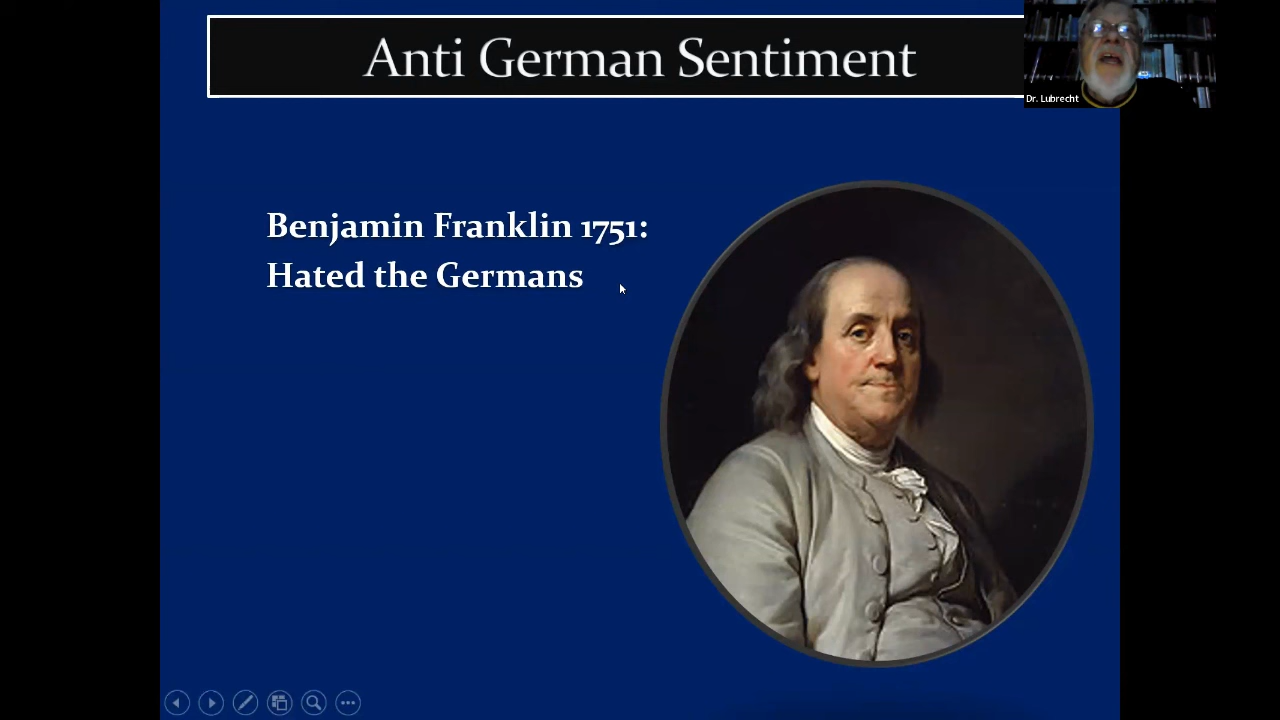 Anti German Sentiment
Dr. Lubrecht
Benjamin Franklin 1751:
Hated the Germans